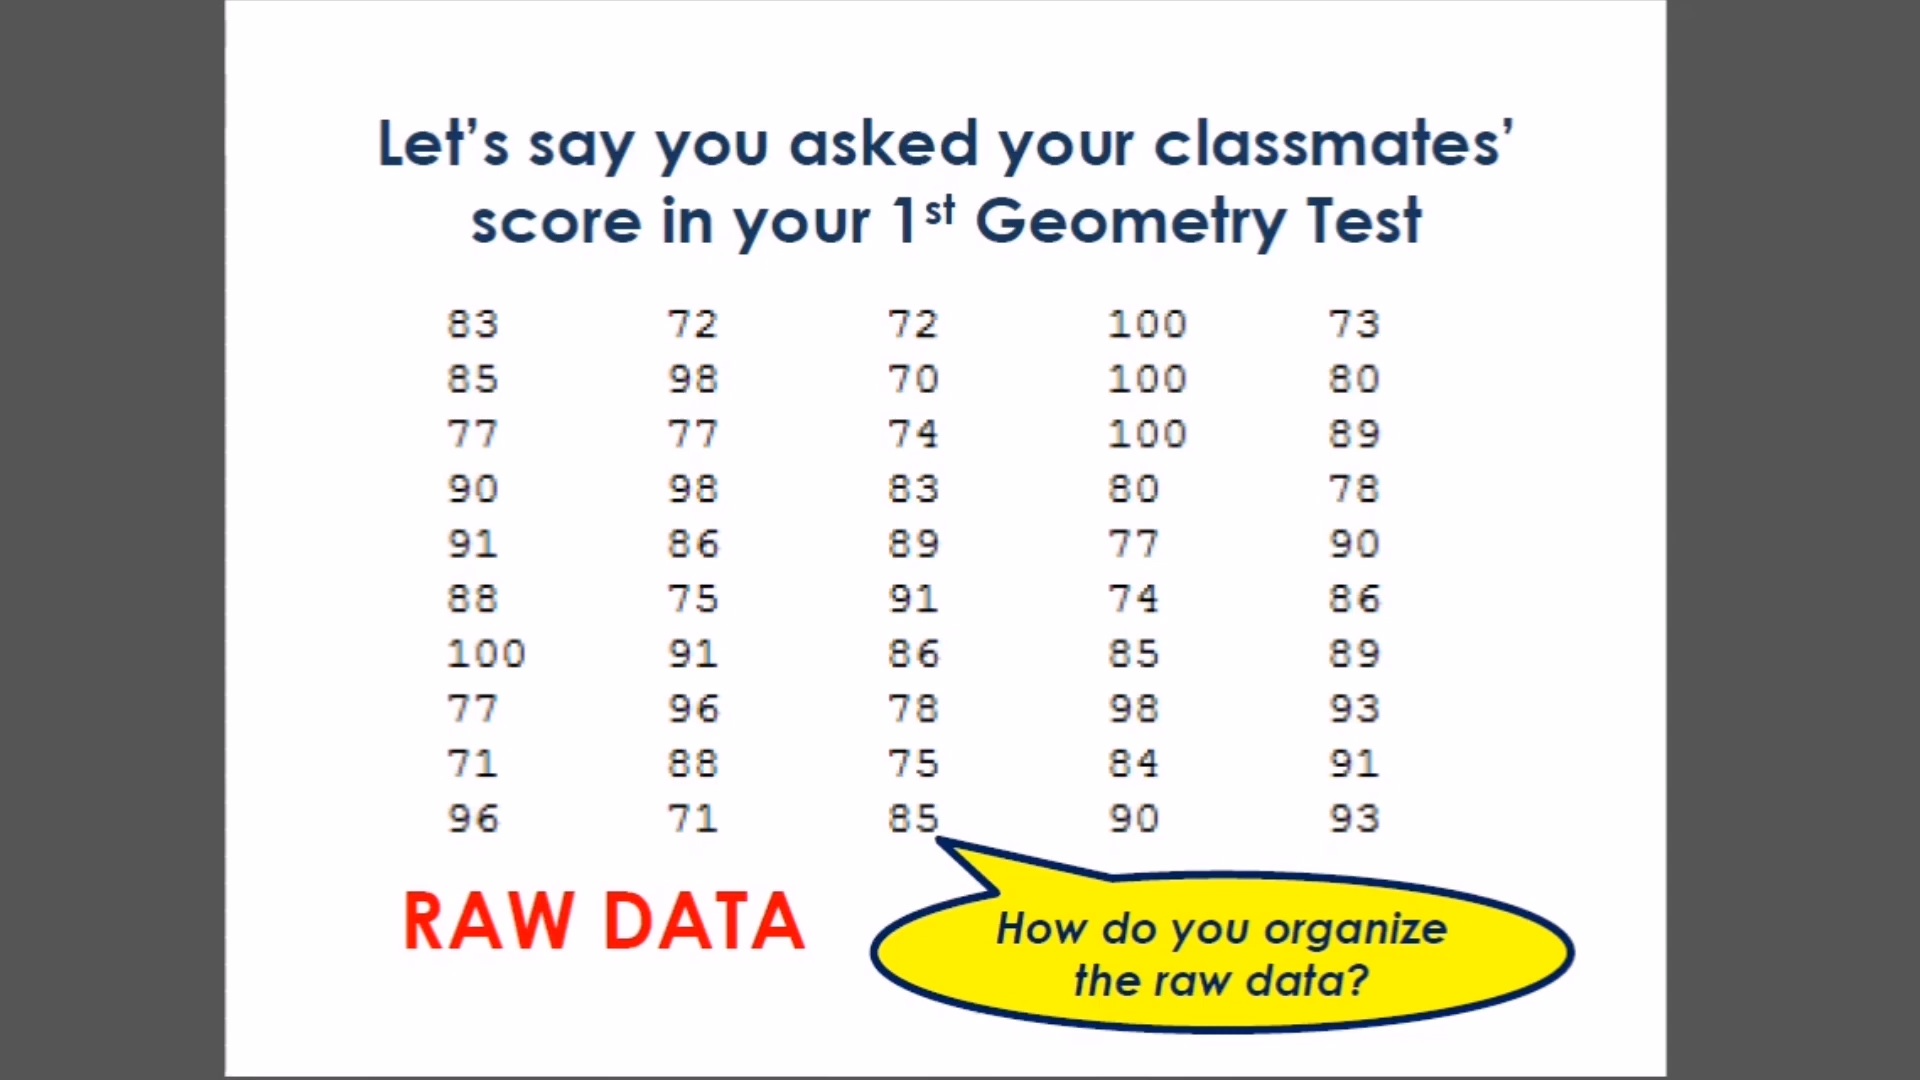 Let's say you asked your classmates'
score in your 1st Geometry Test
83 72 72 100 73
85 98 70 100 80
77 77 74 100 89
90 98 83 80 78
91 86 89 77 90
88 75 91 74 86
100 91 86 85 89
77 96 78 98 93
71 88 75 84 91
96 71 85 90 93
RAW DATA
How do you organize
the raw data?